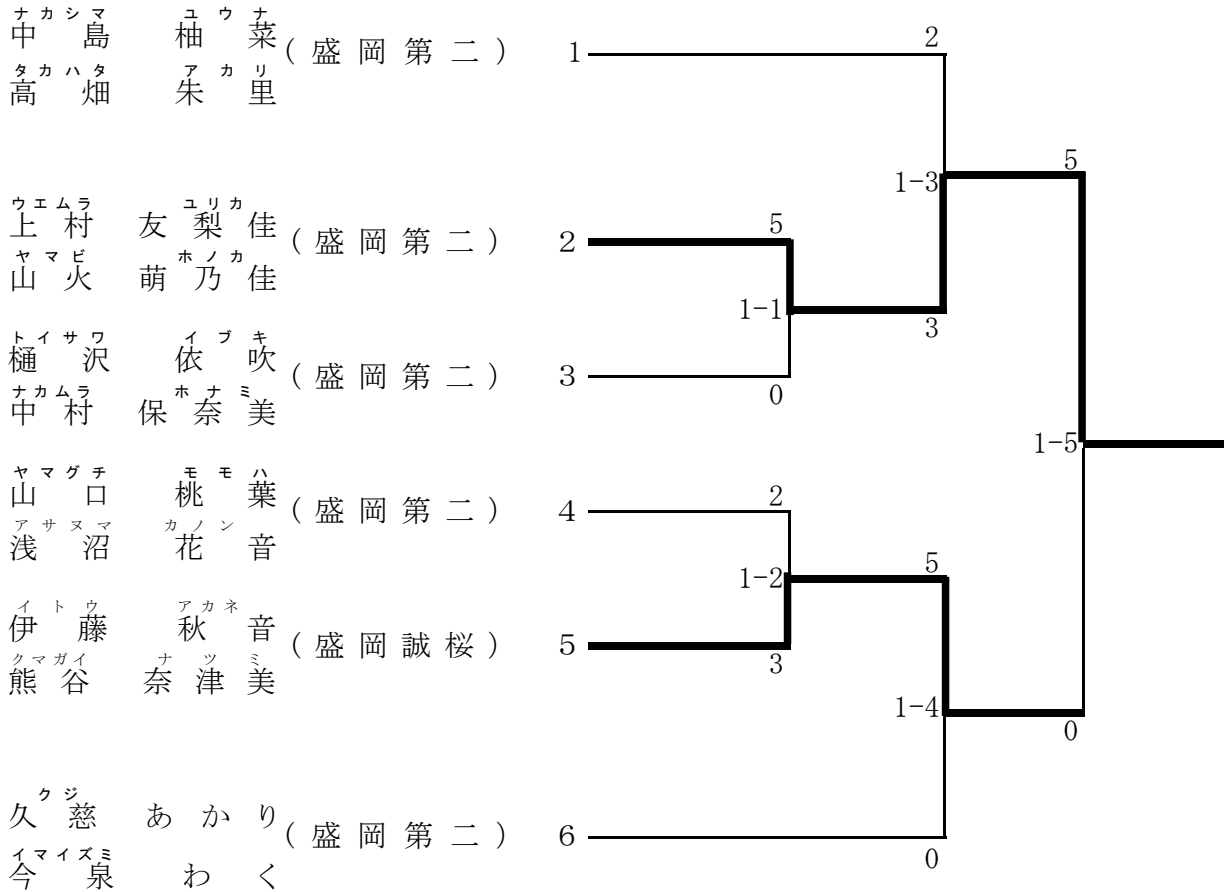 ナカシマ ユウナ
中島 柚菜
(盛岡第二) 1
タカハタ アカリ
高畑 朱里
2
5
1-3
ウエムラ ユリカ
上村 友梨佳
(盛岡第二) 2
5
ヤマビ ホノカ
山火 萌乃佳
1-1
3
トイサワ イブキ
樋沢 依吹
(盛岡第二) 3
0
ナカムラ ホナミ
中村 保奈美
1-5
ヤマグチ モモハ
山口 桃葉
(盛岡第二) 4
2
アサヌマ カノン
浅沼 花音
1-2
5
イトウ アカネ
伊藤 秋音
(盛岡誠桜) 5
3
クマガイ ナツミ
熊谷 奈津美
1-4
0
クジ
久慈 あかり
(盛岡第二) 6
0
イマイズミ
今泉 わく